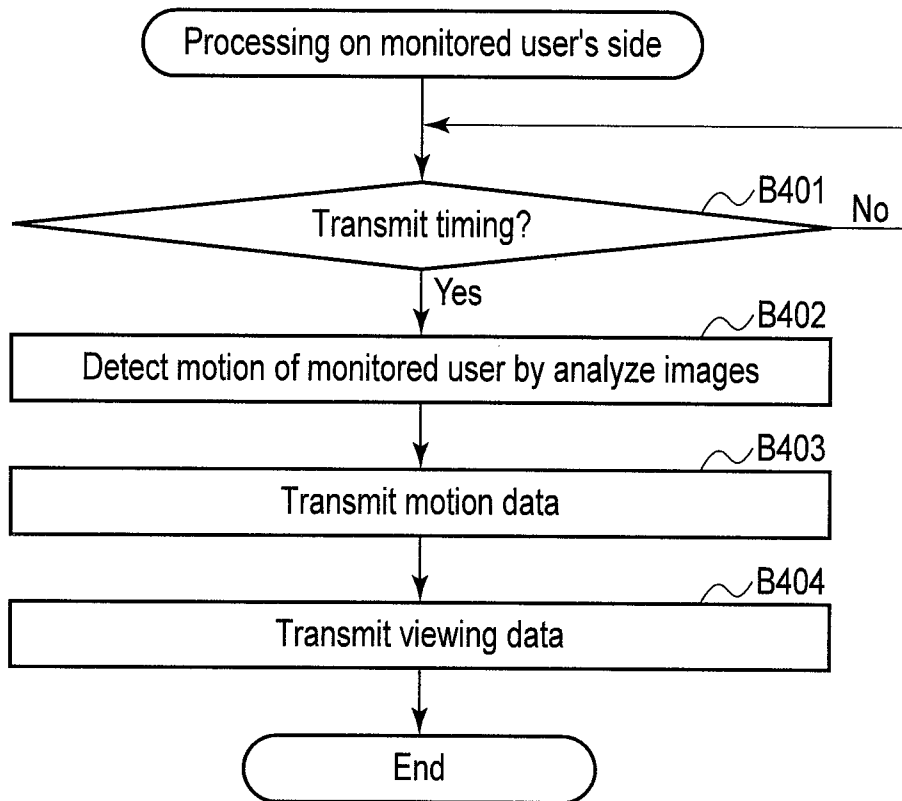 Processing on monitored user's side
B401
Transmit timing?
No
Yes
B402
Detect motion of monitored user by analyze images
B403
Transmit motion data
B404
Transmit viewing data
End